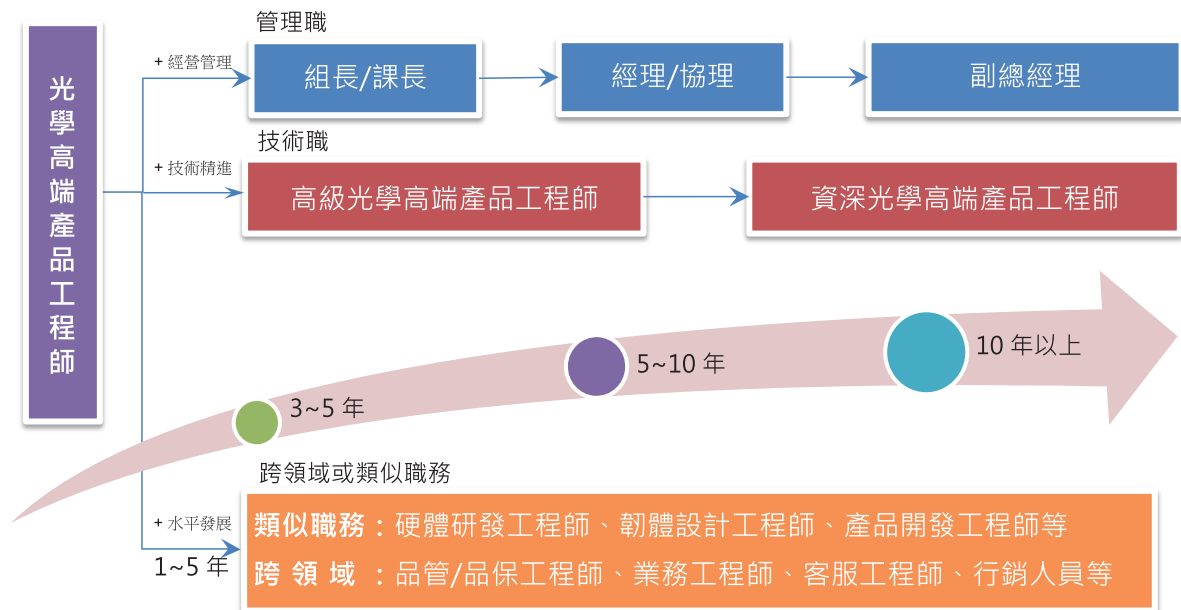 光學高端產品工程師
管理職
+ 經營管理
組長/課長
經理/協理
副總經理
技術職
+ 技術精進
高級光學高端產品工程師
資深光學高端產品工程師
10 年以上
5~10 年
3~5 年
跨領域或類似職務
+ 水平發展
1~5 年
類似職務：硬體研發工程師、韌體設計工程師、產品開發工程師等
跨 領 域 ：品管/品保工程師、業務工程師、客服工程師、行銷人員等